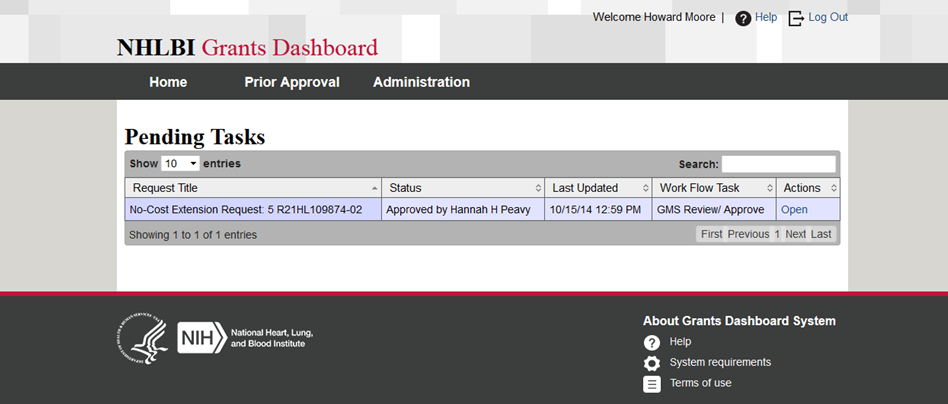 Welcome Howard Moore | Help Log Out
NHLBI Grants Dashboard
Home Prior Approval Administration
Pending Tasks
Show 10 entries Search:
Request Title Status Last Updated Work Flow Task Actions
No-Cost Extension Request: 5 R21HL109874-02 Approved by Hannah H Peavy 10/15/14 12:59 PM GMS Review/ Approve Open
Showing 1 to 1 of 1 entries First Previous 1 Next Last
NIH National Heart, Lung,
and Blood Institute
About Grants Dashboard System
Help
System requirements
Terms of use